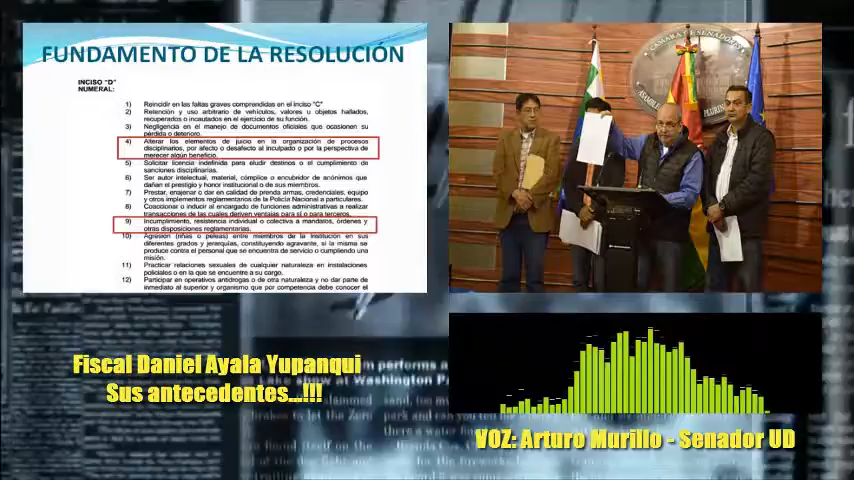 FUNDAMENTO DE LA RESOLUCIÓN
INCISO "D"
NUMERAL:
1) Reincidir en las faltas graves comprendidas en el inciso "C"
2) Retención y uso arbitrario de vehículos, valores u objetos hallados,
recuperados o incautados en el ejercicio de su función.
3) Negligencia en el manejo de documentos oficiales que ocasionen su
pérdida o deterioro.
4) Alterar los elementos de juicio en la organización de procesos
disciplinarios, por afecto o desafecto al inculpado o por la perspectiva de
merecer algún beneficio.
5) Solicitar licencia indefinida para eludir destinos o el cumplimiento de
sanciones disciplinarias.
6) Ser autor intelectual, material, cómplice o encubridor de anónimos que
dañan el prestigio y honor institucional o de sus miembros.
7) Prestar, enajenar o dar en calidad de prenda armas, credenciales, equipo
y otros implementos reglamentarios de la Policía Nacional a particulares.
8) Coaccionar o inducir al encargado de funciones administrativas a realizar
transacciones de las cuales deriven ventajas para sí o para terceros.
9) Incumplimiento, resistencia individual o colectiva a mandatos, órdenes y
otras disposiciones reglamentarias.
10) Agresión (riñas o peleas) entre miembros de la Institución en sus
diferentes grados y jerarquías, constituyendo agravante, si la misma se
produce contra el personal que se encuentra de servicio o cumpliendo una
misión.
11) Practicar relaciones sexuales de cualquier naturaleza en instalaciones
policiales o en la que se encuentre a su cargo.
12) Participar en operativos antidrogas o de otra naturaleza y no dar parte de
inmediato al superior y organismo que por competencia debe conocer el
CÁMARA DE SENADORES
Fiscal Daniel Ayala Yupanqui
Sus antecedentes...!!!
VOZ: Arturo Murillo - Senador UD